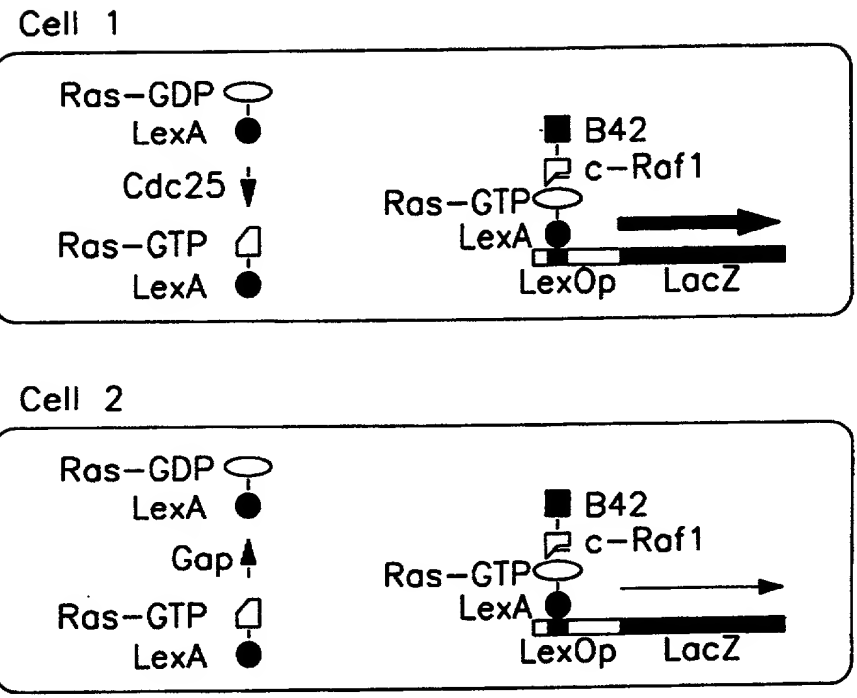 Cell 1
Ras-GDP
LexA
Cdc25
Ras-GTP
LexA
B42
c-Raf1
Ras-GTP
LexA
LexOp LacZ
Cell 2
Ras-GDP
LexA
Gap
Ras-GTP
LexA
B42
c-Raf1
Ras-GTP
LexA
LexOp LacZ